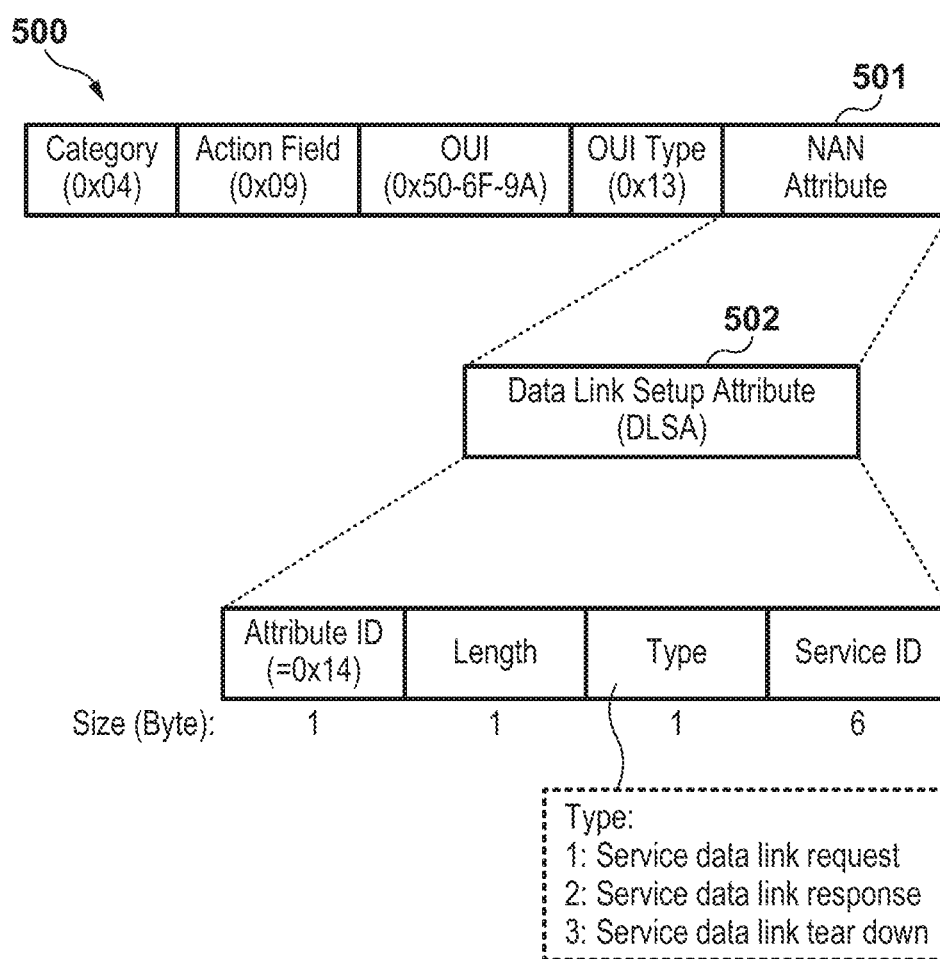 500
501
Category
(0x04)
Action Field
(0x09)
OUI
(0x50-6F-9A)
OUI Type
(0x13)
NAN
Attribute
502
Data Link Setup Attribute
(DLSA)
Attribute ID
(=0x14)
Length
Type
Service ID
Size (Byte): 1 1 1 6
Type:
1: Service data link request
2: Service data link response
3: Service data link tear down